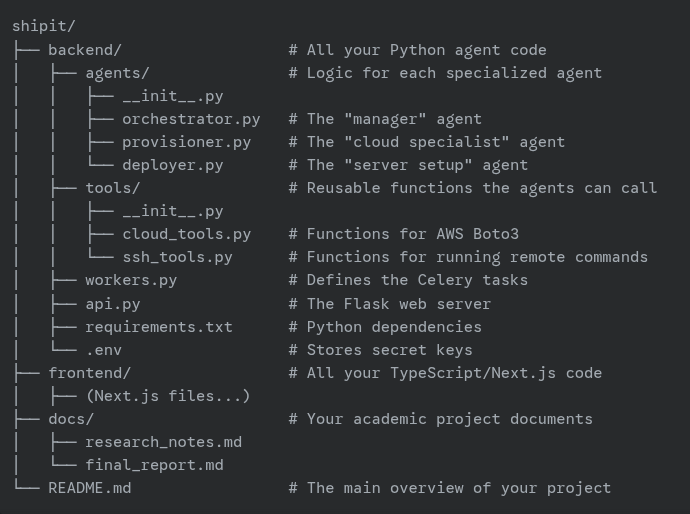 shipit/
├── backend/                  # All your Python agent code
│   ├── agents/               # Logic for each specialized agent
│   │   ├── __init__.py
│   │   ├── orchestrator.py   # The "manager" agent
│   │   ├── provisioner.py    # The "cloud specialist" agent
│   │   └── deployer.py       # The "server setup" agent
│   ├── tools/                # Reusable functions the agents can call
│   │   ├── __init__.py
│   │   ├── cloud_tools.py    # Functions for AWS Boto3
│   │   └── ssh_tools.py      # Functions for running remote commands
│   ├── workers.py            # Defines the Celery tasks
│   ├── api.py                # The Flask web server
│   ├── requirements.txt      # Python dependencies
│   └── .env                  # Stores secret keys
├── frontend/                 # All your TypeScript/Next.js code
│   ├── (Next.js files...)
├── docs/                     # Your academic project documents
│   ├── research_notes.md
│   └── final_report.md
└── README.md                 # The main overview of your project